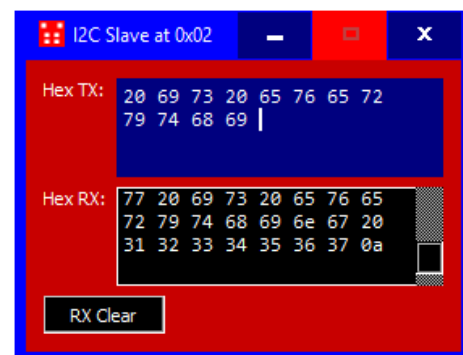 I2C Slave at 0x02
Hex TX:
20 69 73 20 65 76 65 72
79 74 68 69
Hex RX:
77 20 69 73 20 65 76 65
72 79 74 68 69 6e 67 20
31 32 33 34 35 36 37 0a
RX Clear